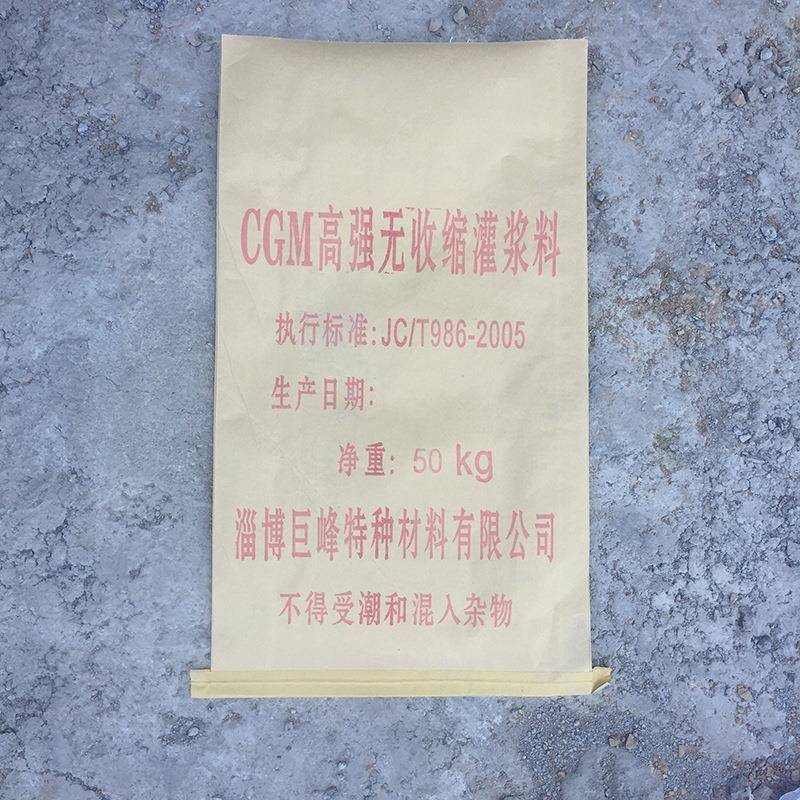 CGM高强无收缩灌浆料
执行标准:JC/T986-2005
生产日期:
净重: 50 kg
淄博巨峰特种材料有限公司
不得受潮和混入杂物